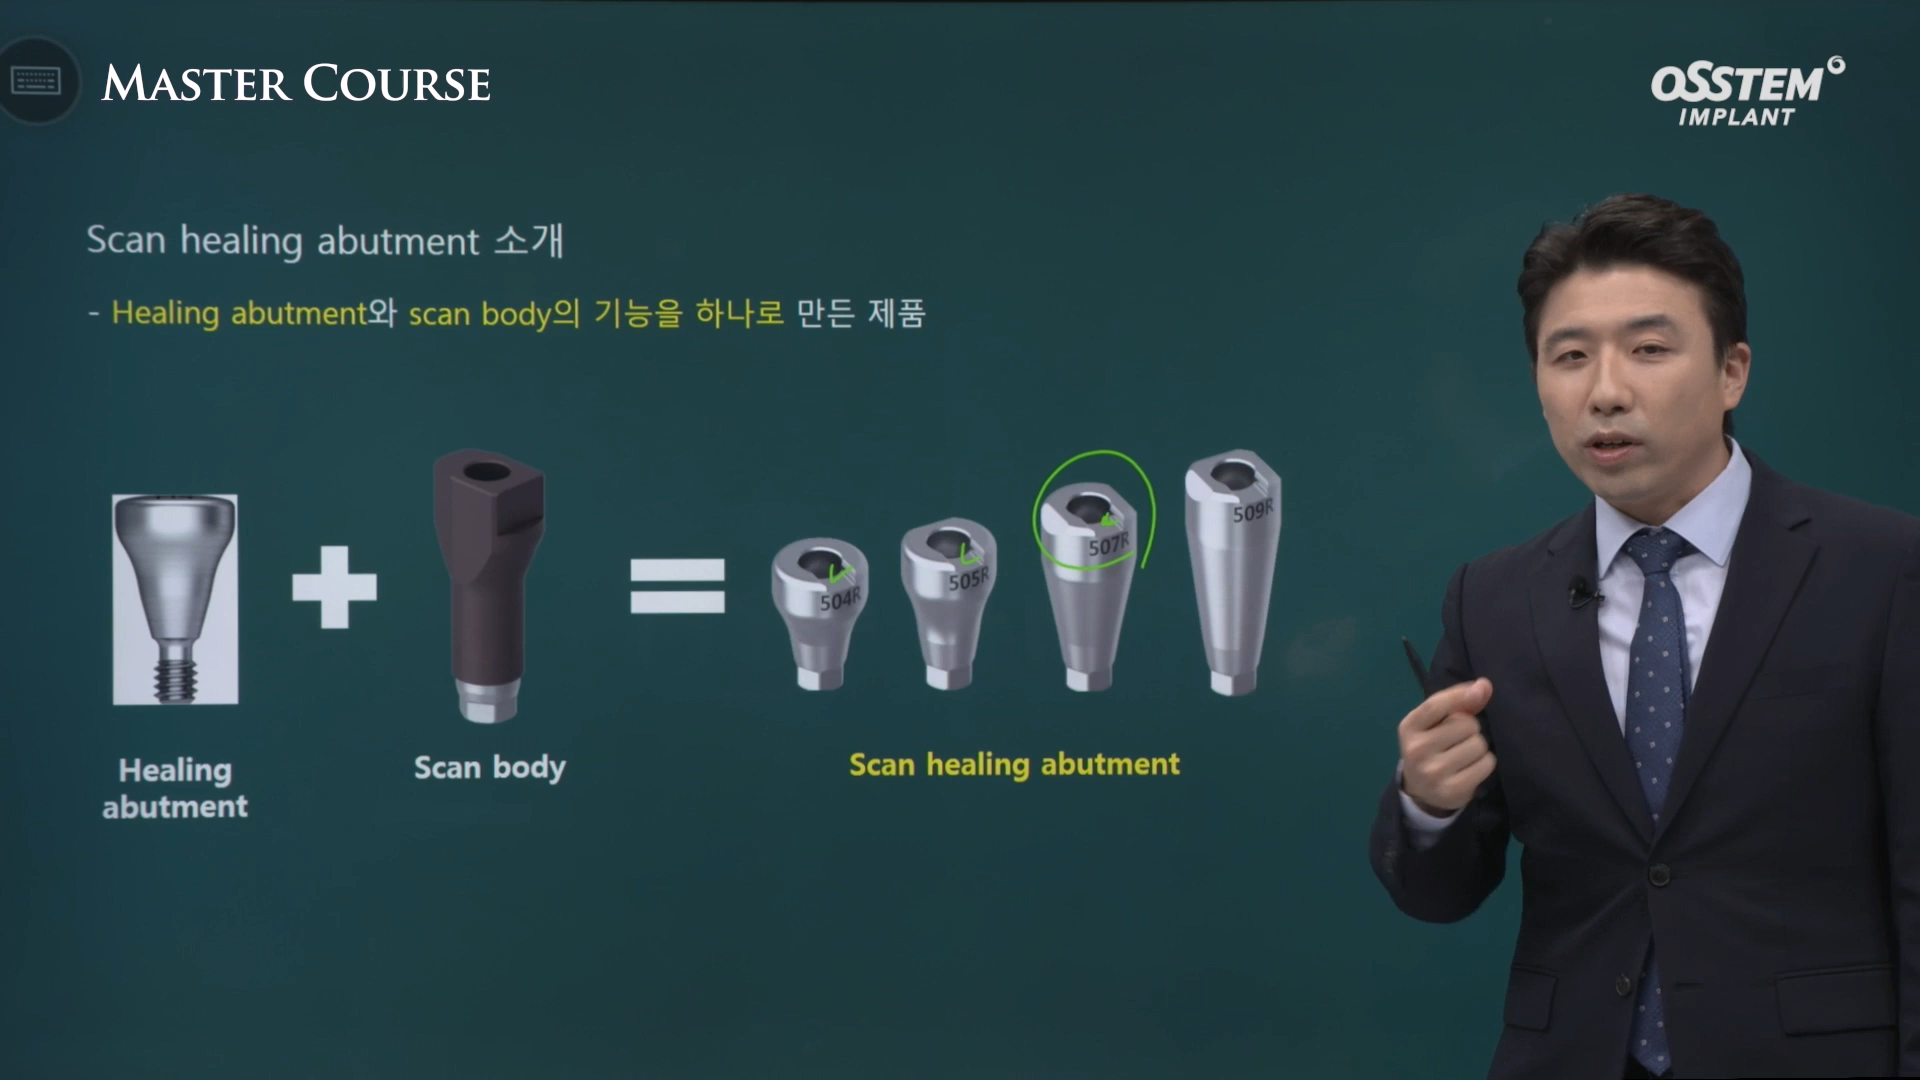 MASTER COURSE
OSSTEM
IMPLANT
Scan healing abutment 소개
- Healing abutment와 scan body의 기능을 하나로 만든 제품
504R
505R
507R
509R
Healing
abutment
Scan body
Scan healing abutment